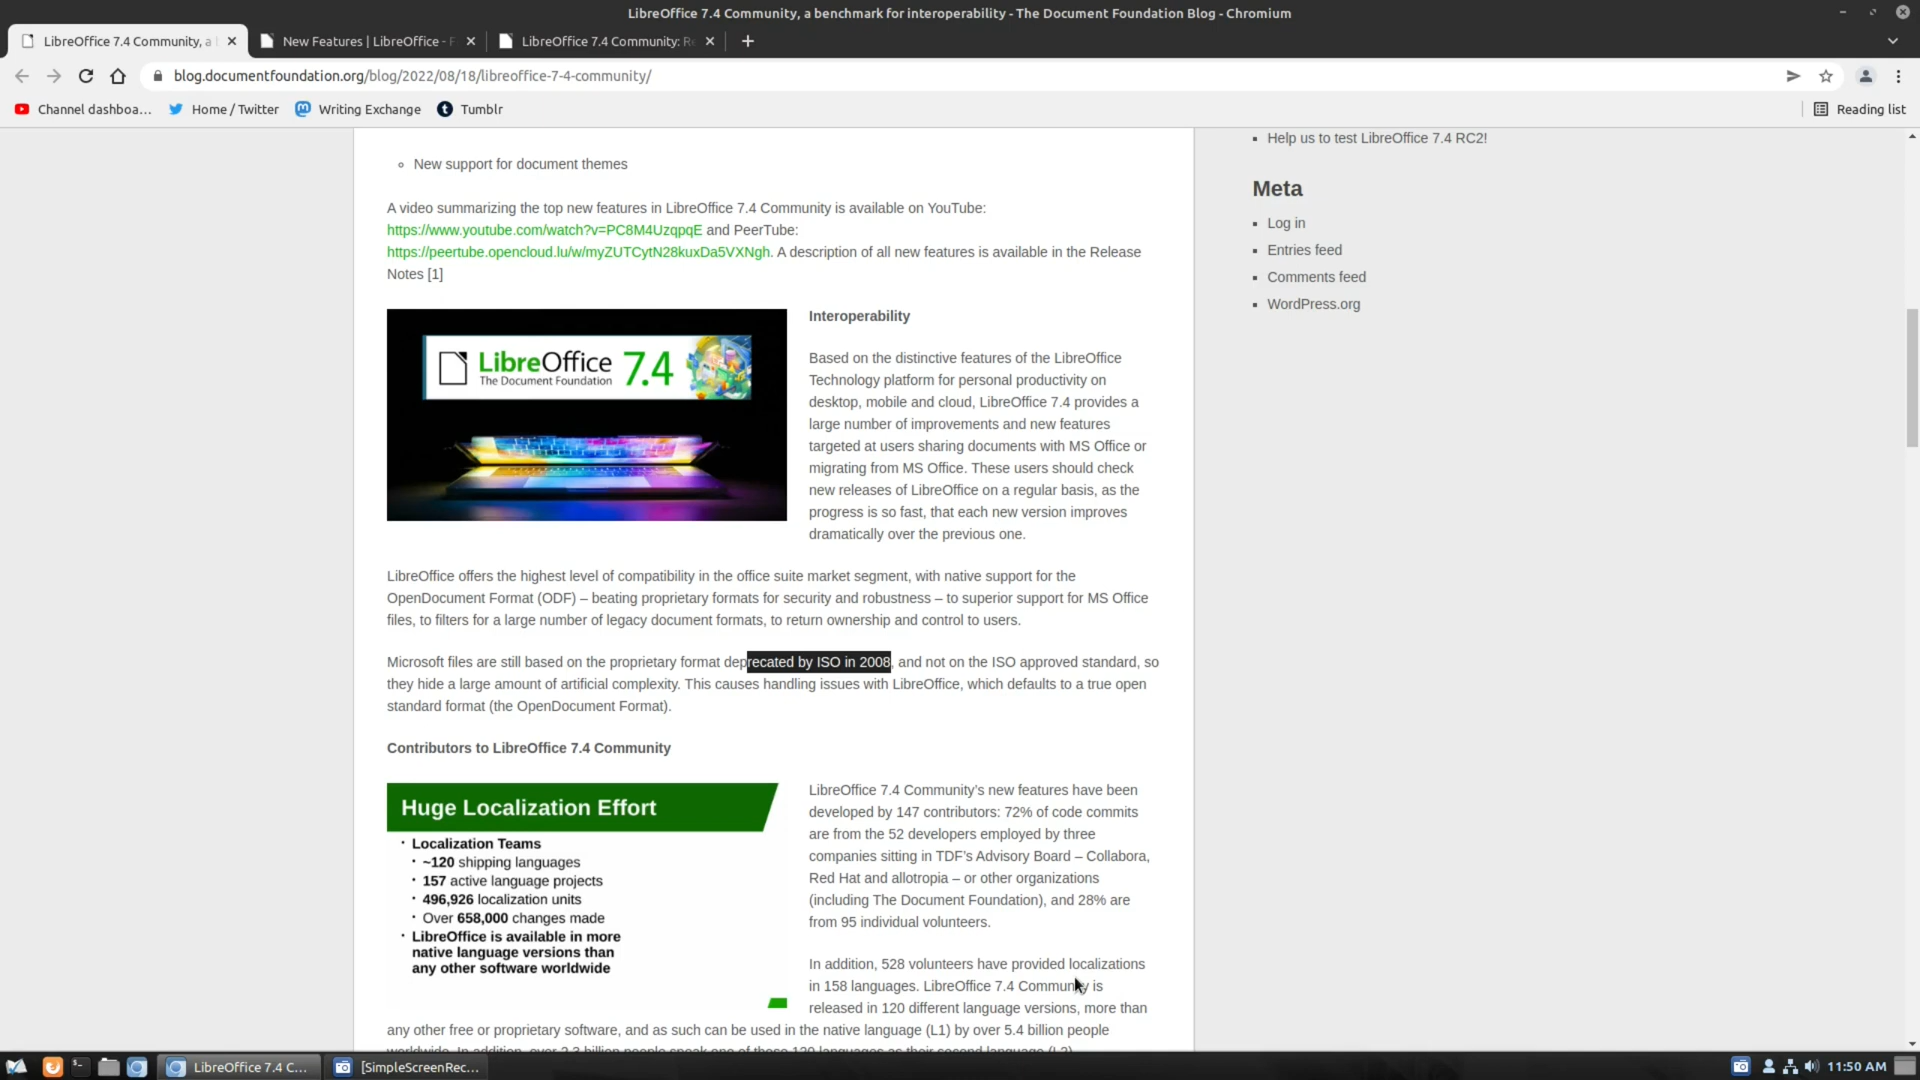 LibreOffice 7.4 Community, a benchmark for interoperability - The Document Foundation Blog - Chromium
LibreOffice 7.4 Community, a
New Features | LibreOffice - F
LibreOffice 7.4 Community: Re
blog.documentfoundation.org/blog/2022/08/18/libreoffice-7-4-community/
Channel dashboa...
Home / Twitter
Writing Exchange
Tumblr
Reading list
New support for document themes
A video summarizing the top new features in LibreOffice 7.4 Community is available on YouTube:
https://www.youtube.com/watch?v=PC8M4UzqpqE and PeerTube:
https://peertube.opencloud.lu/w/myZUTCytN28kuxDa5VXNgh. A description of all new features is available in the Release
Notes [1]
LibreOffice 7.4
The Document Foundation
Interoperability
Based on the distinctive features of the LibreOffice
Technology platform for personal productivity on
desktop, mobile and cloud, LibreOffice 7.4 provides a
large number of improvements and new features
targeted at users sharing documents with MS Office or
migrating from MS Office. These users should check
new releases of LibreOffice on a regular basis, as the
progress is so fast, that each new version improves
dramatically over the previous one.
LibreOffice offers the highest level of compatibility in the office suite market segment, with native support for the
OpenDocument Format (ODF) – beating proprietary formats for security and robustness – to superior support for MS Office
files, to filters for a large number of legacy document formats, to return ownership and control to users.
Microsoft files are still based on the proprietary format deprecated by ISO in 2008, and not on the ISO approved standard, so
they hide a large amount of artificial complexity. This causes handling issues with LibreOffice, which defaults to a true open
standard format (the OpenDocument Format).
Contributors to LibreOffice 7.4 Community
Huge Localization Effort
· Localization Teams
· ~120 shipping languages
· 157 active language projects
· 496,926 localization units
· Over 658,000 changes made
· LibreOffice is available in more
native language versions than
any other software worldwide
LibreOffice 7.4 Community's new features have been
developed by 147 contributors: 72% of code commits
are from the 52 developers employed by three
companies sitting in TDF's Advisory Board – Collabora,
Red Hat and allotropia – or other organizations
(including The Document Foundation), and 28% are
from 95 individual volunteers.
In addition, 528 volunteers have provided localizations
in 158 languages. LibreOffice 7.4 Community is
released in 120 different language versions, more than
any other free or proprietary software, and as such can be used in the native language (L1) by over 5.4 billion people
worldwide. In addition, over 2.3 billion people speak one of those 120 languages as their second language (L2).
Help us to test LibreOffice 7.4 RC2!
Meta
Log in
Entries feed
Comments feed
WordPress.org
LibreOffice 7.4 C...
[SimpleScreenRec...
11:50 AM